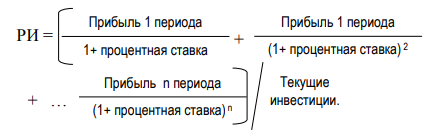 РИ = Прибыль 1 периода / 1+ процентная ставка + Прибыль 1 периода / (1+ процентная ставка) ²
+ ... Прибыль n периода / (1+ процентная ставка) ⁿ / Текущие инвестиции.